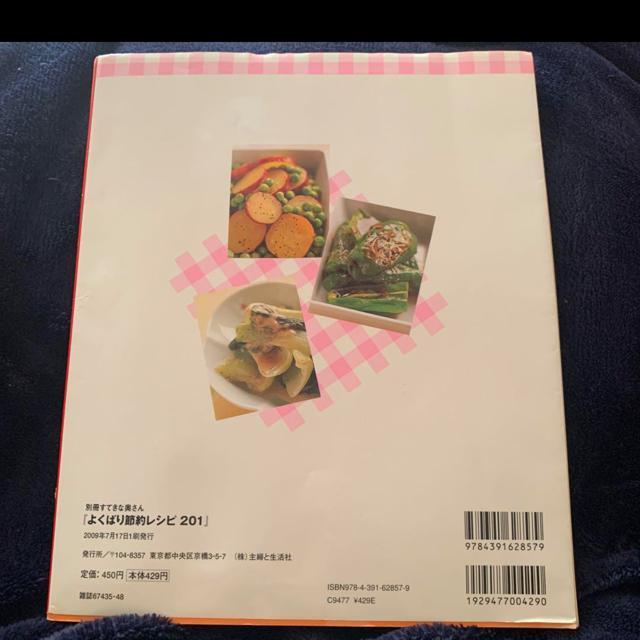 別冊すてきな奥さん
『よくばり節約レシピ 201』
2009年7月17日1刷発行
発行所／〒104-8357 東京都中央区京橋3-5-7 （株）主婦と生活社
定価：450円 本体429円
雑誌67435-48
ISBN978-4-391-62857-9
C9477 ¥429E
9784391628579
1929477004290